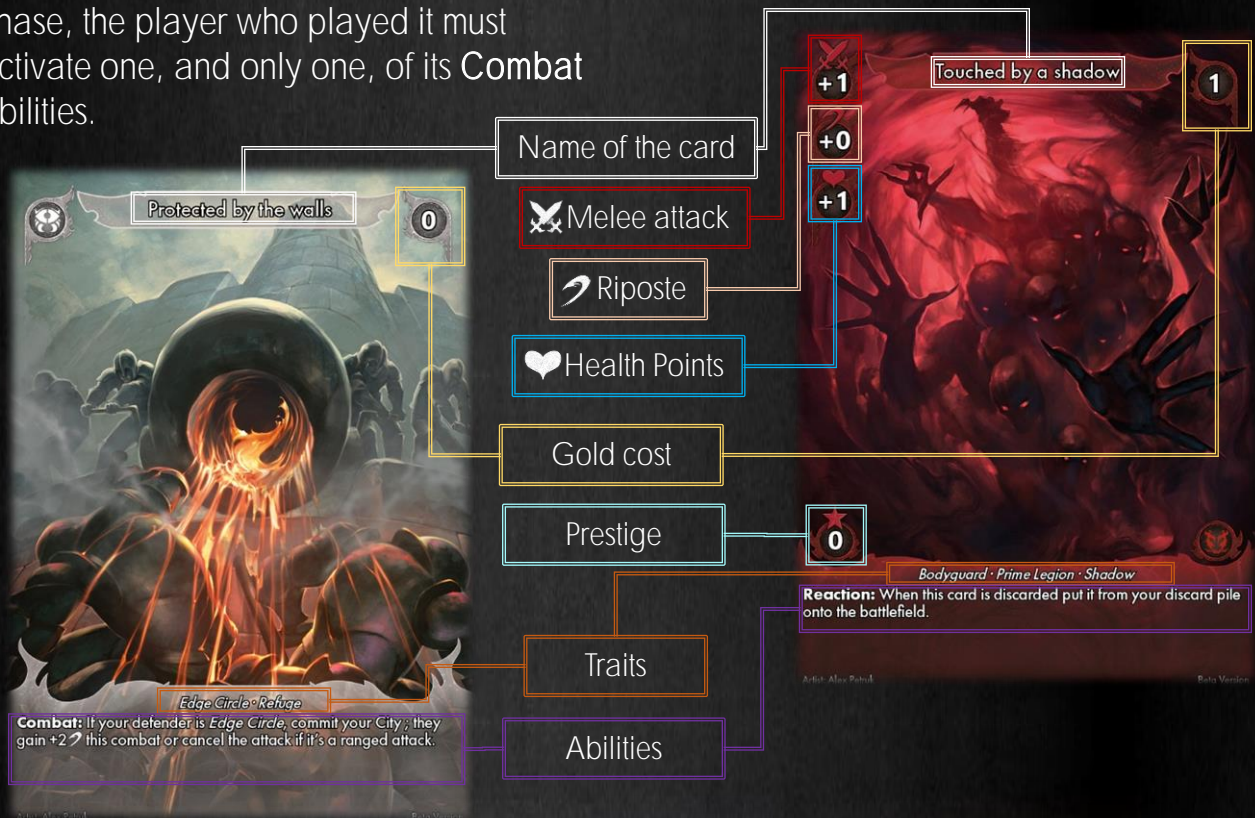 the player who played it must
one, and only one, of its Combat
Touched by a shadow
1
+1
+0
+1
Name of the card
Melee attack
Riposte
Health Points
Gold cost
Prestige
Traits
Abilities
Protected by the walls
0
Edge Circle · Refuge
Combat: If your defender is Edge Circle, commit your City ; they
gain +2 this combat or cancel the attack if it's a ranged attack.
0
Bodyguard · Prime Legion · Shadow
Reaction: When this card is discarded put it from your discard pile
onto the battlefield.
Artist: Alex Petruk
Beta Version